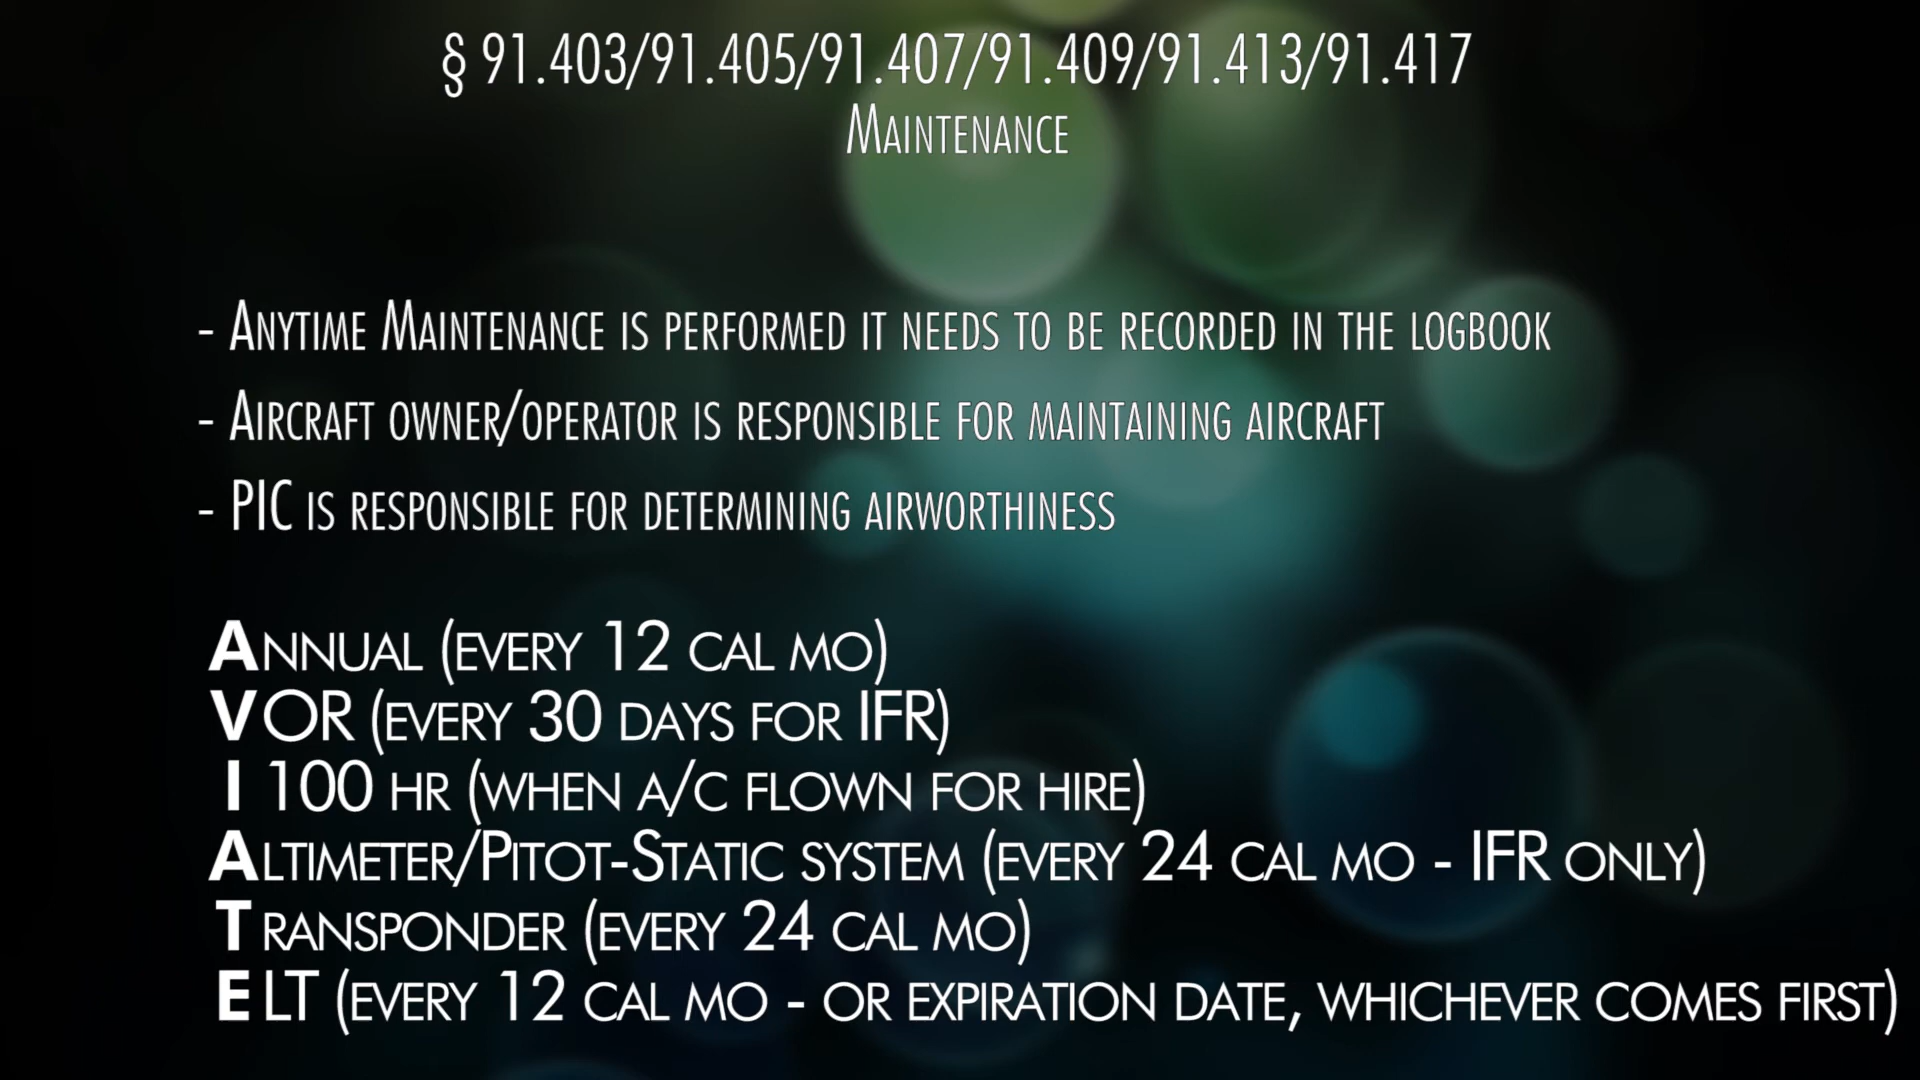 § 91.403/91.405/91.407/91.409/91.413/91.417
Maintenance
- Anytime Maintenance is performed it needs to be recorded in the logbook
- Aircraft owner/operator is responsible for maintaining aircraft
- PIC is responsible for determining airworthiness
Annual (every 12 cal mo)
VOR (every 30 days for IFR)
I 100 hr (when a/c flown for hire)
Altimeter/Pitot-Static system (every 24 cal mo - IFR only)
Transponder (every 24 cal mo)
ELT (every 12 cal mo - or expiration date, whichever comes first)